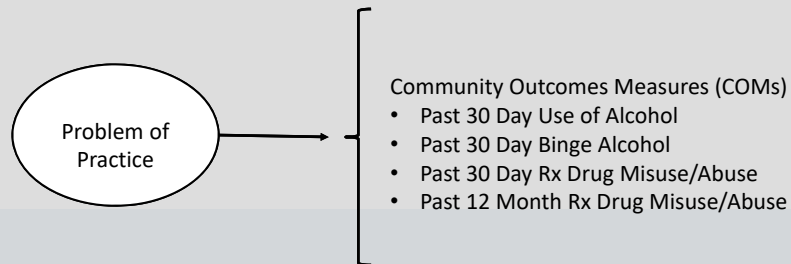 Problem of
Practice
Community Outcomes Measures (COMs)
• Past 30 Day Use of Alcohol
• Past 30 Day Binge Alcohol
• Past 30 Day Rx Drug Misuse/Abuse
• Past 12 Month Rx Drug Misuse/Abuse